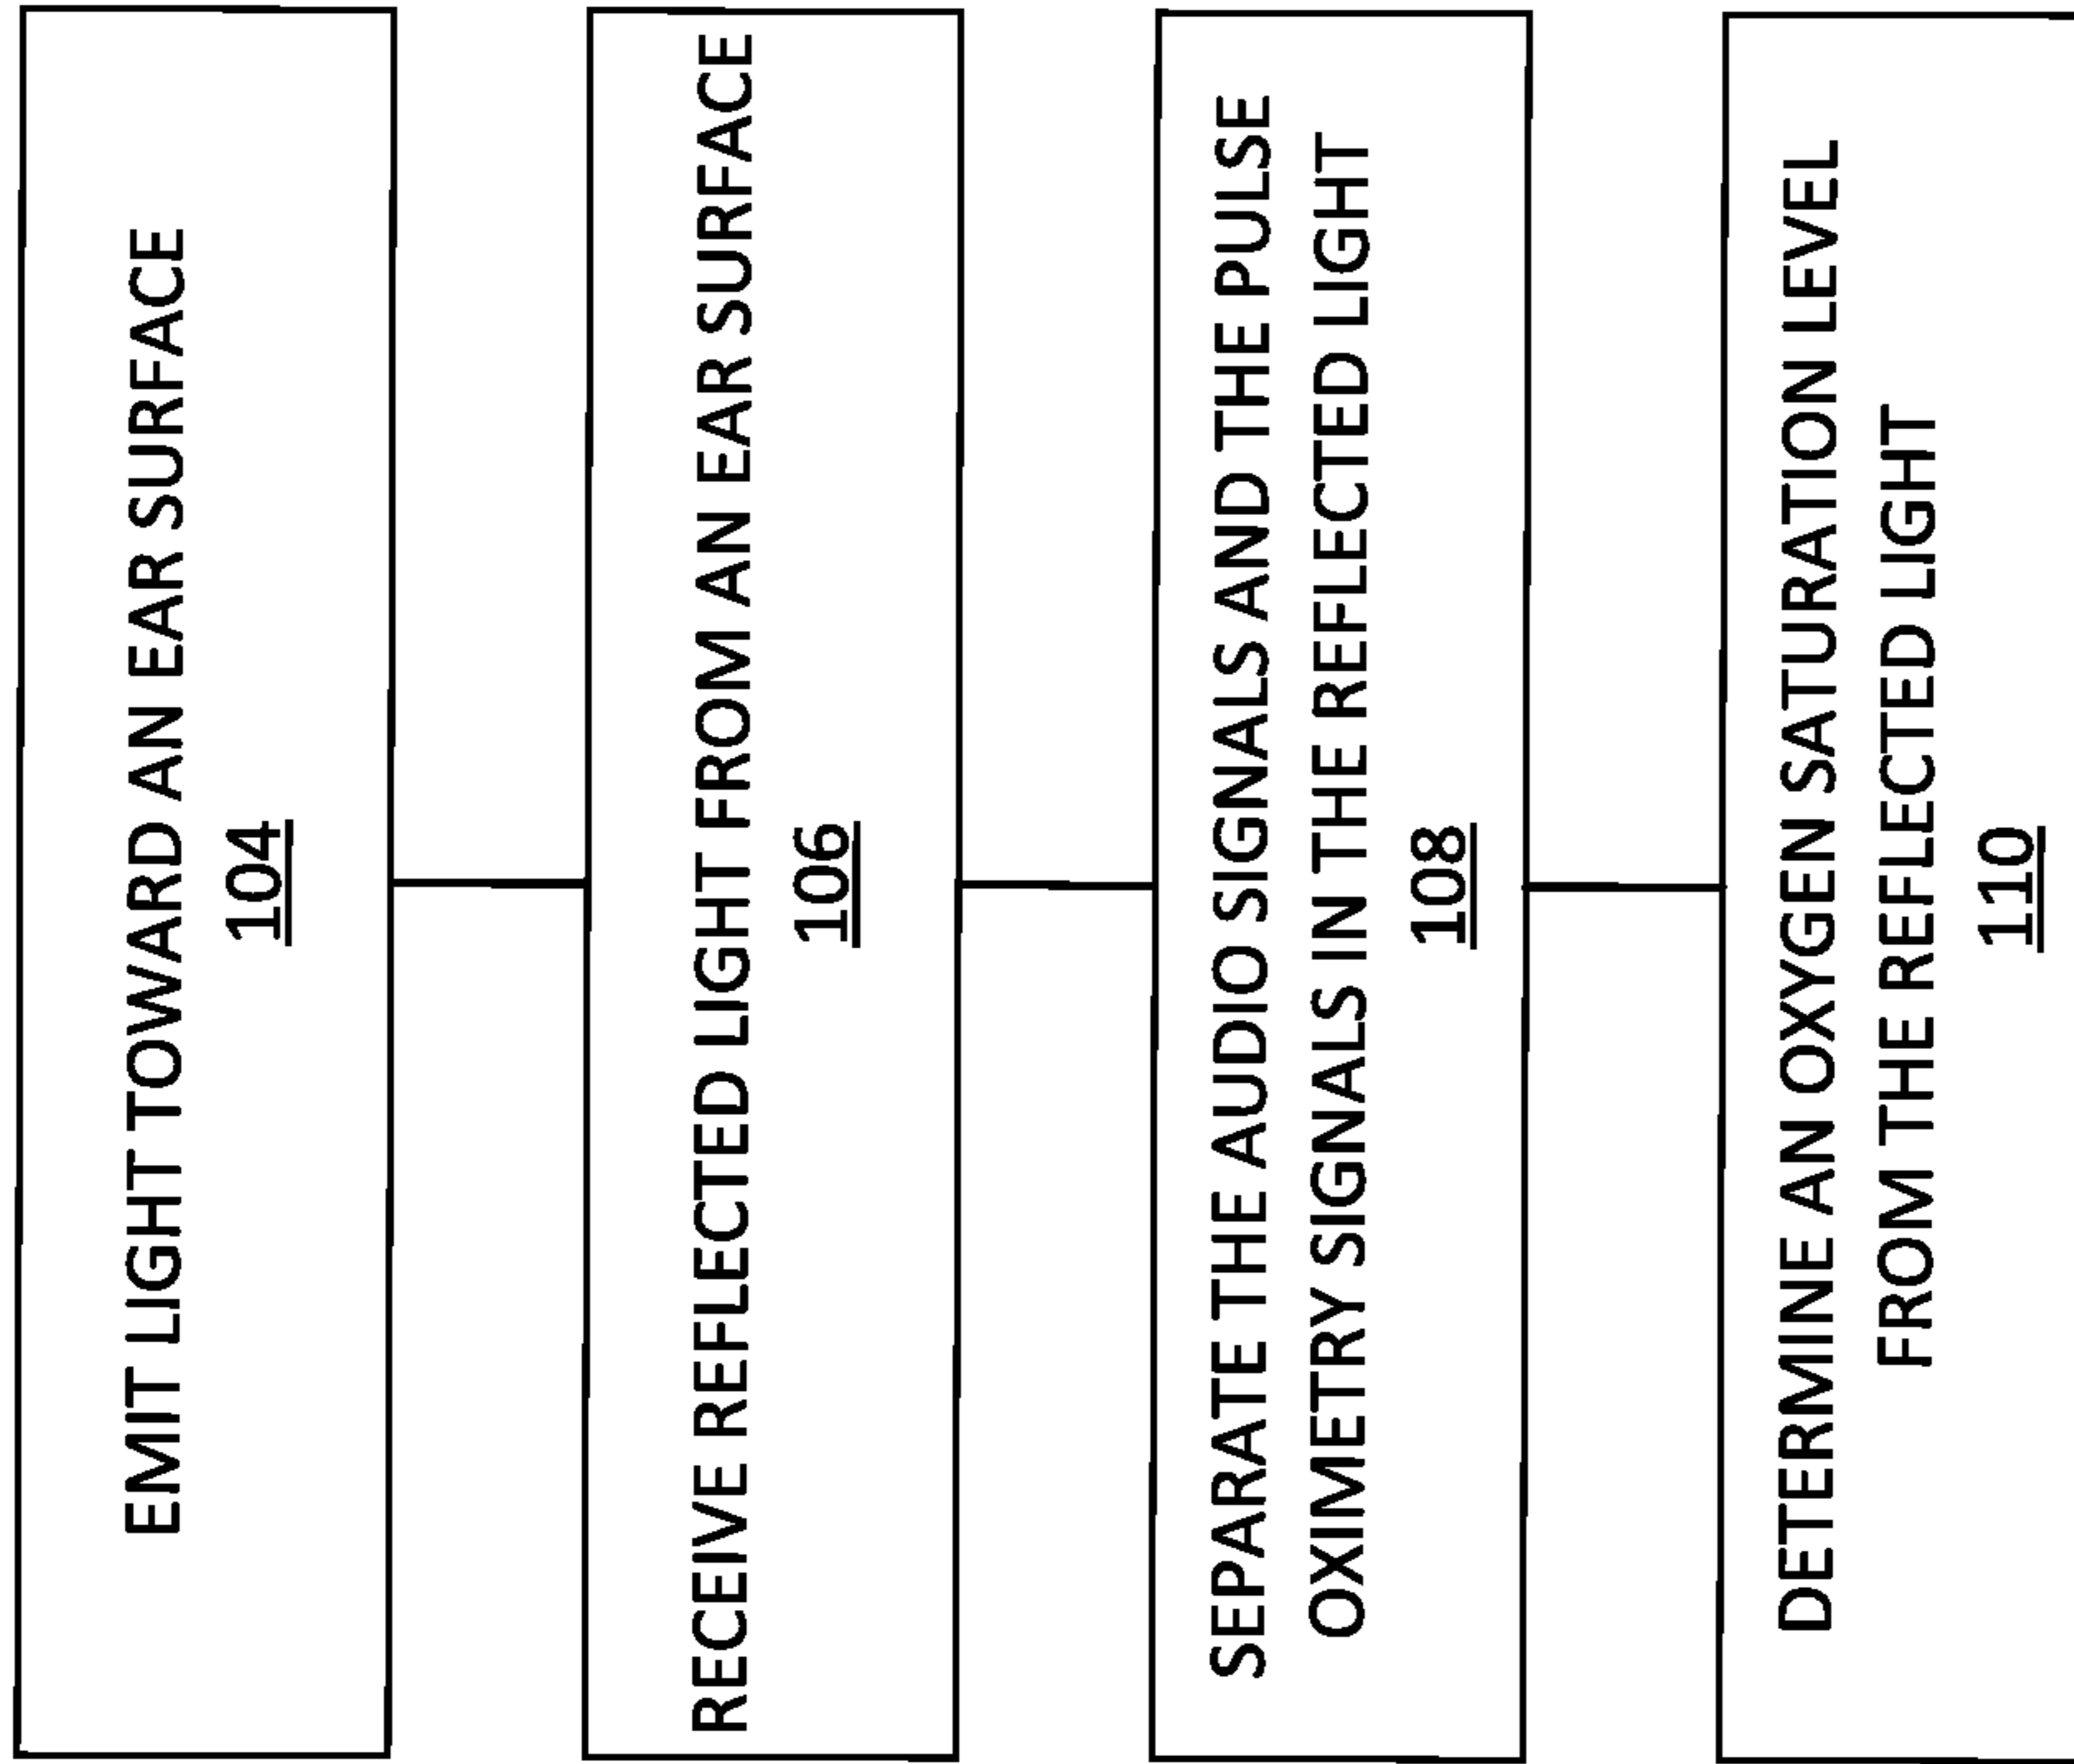 EMIT LIGHT TOWARD AN EAR SURFACE
104
RECEIVE REFLECTED LIGHT FROM AN EAR SURFACE
106
SEPARATE THE AUDIO SIGNALS AND THE PULSE
OXIMETRY SIGNALS IN THE REFLECTED LIGHT
108
DETERMINE AN OXYGEN SATURATION LEVEL
FROM THE REFLECTED LIGHT
110